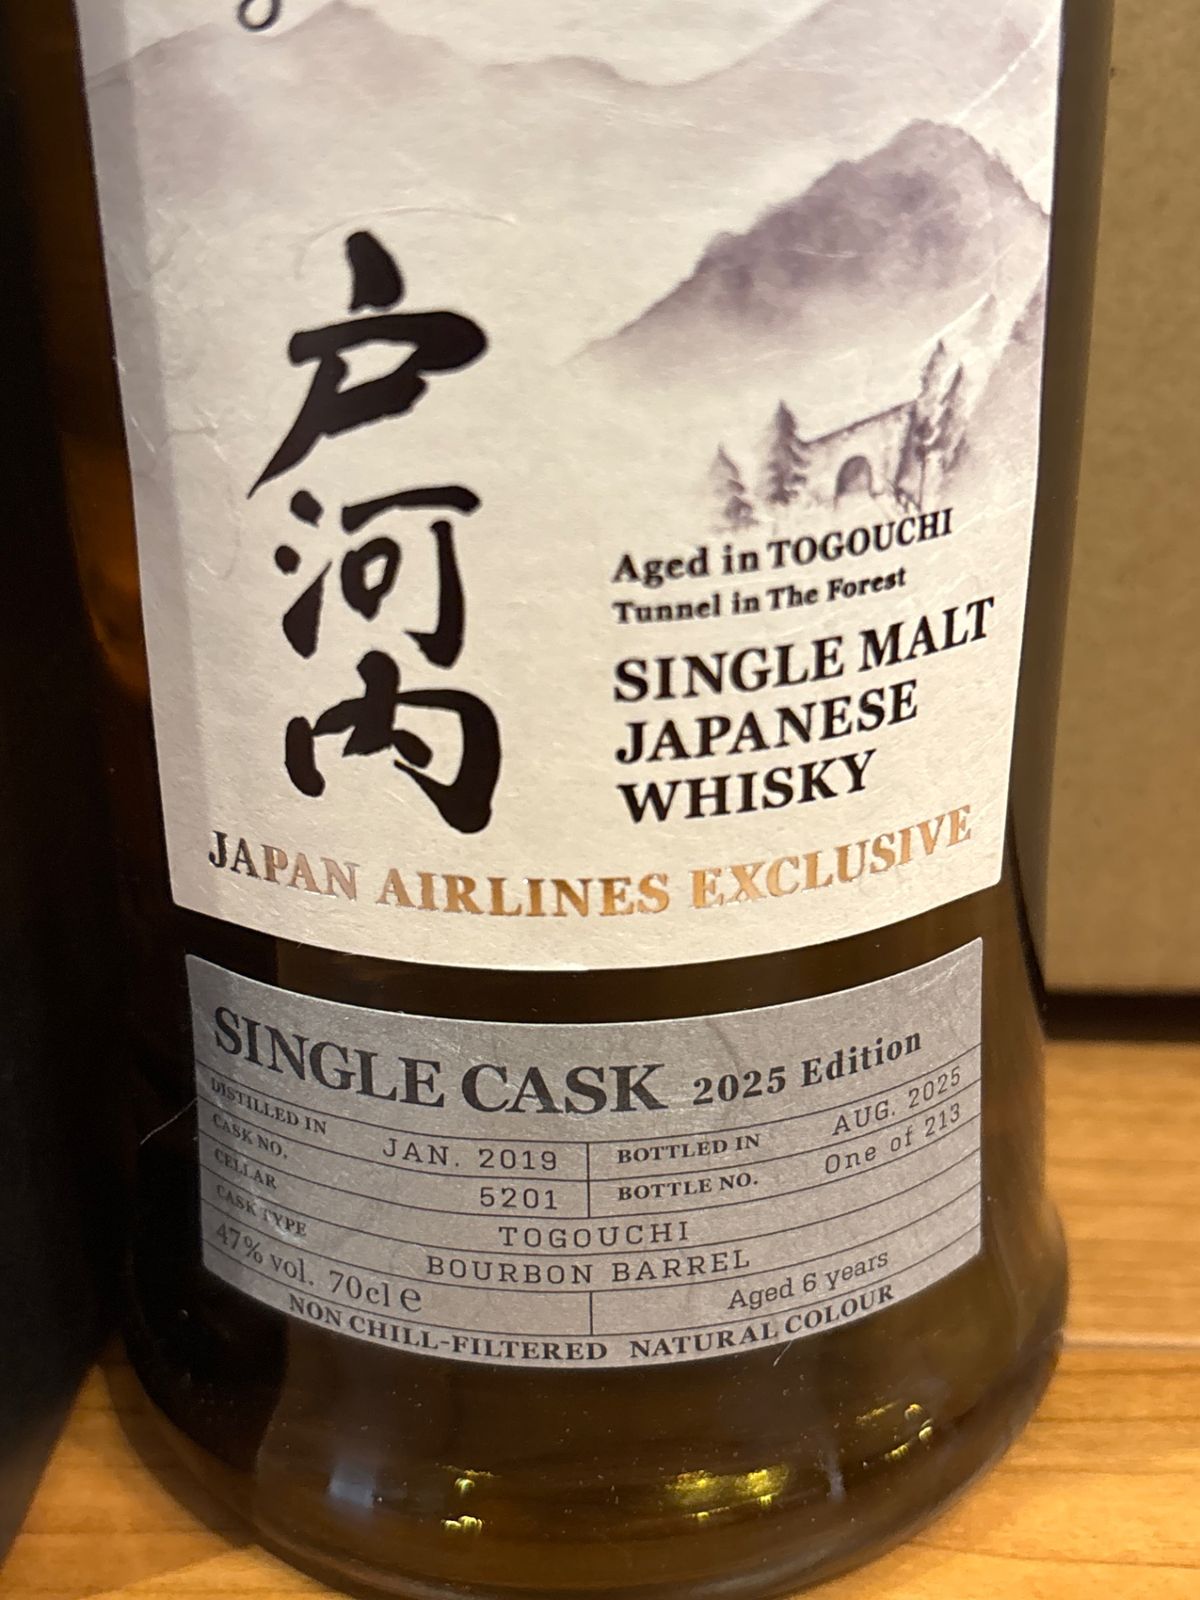 戸河内
Aged in TOGOUCHI
Tunnel in The Forest
SINGLE MALT
JAPANESE
WHISKY
JAPAN AIRLINES EXCLUSIVE
SINGLE CASK 2025 Edition
DISTILLED IN JAN. 2019 BOTTLED IN AUG. 2025
CASK NO. 5201 BOTTLE NO. One of 213
CELLAR TOGOUCHI
CASK TYPE BOURBON BARREL
47% vol. 70cl e Aged 6 years
NON CHILL-FILTERED NATURAL COLOUR